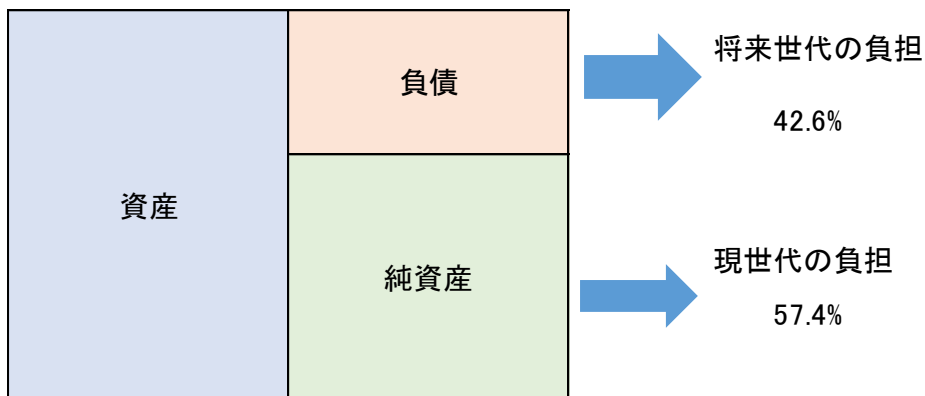 資産
負債
将来世代の負担
42.6%
純資産
現世代の負担
57.4%